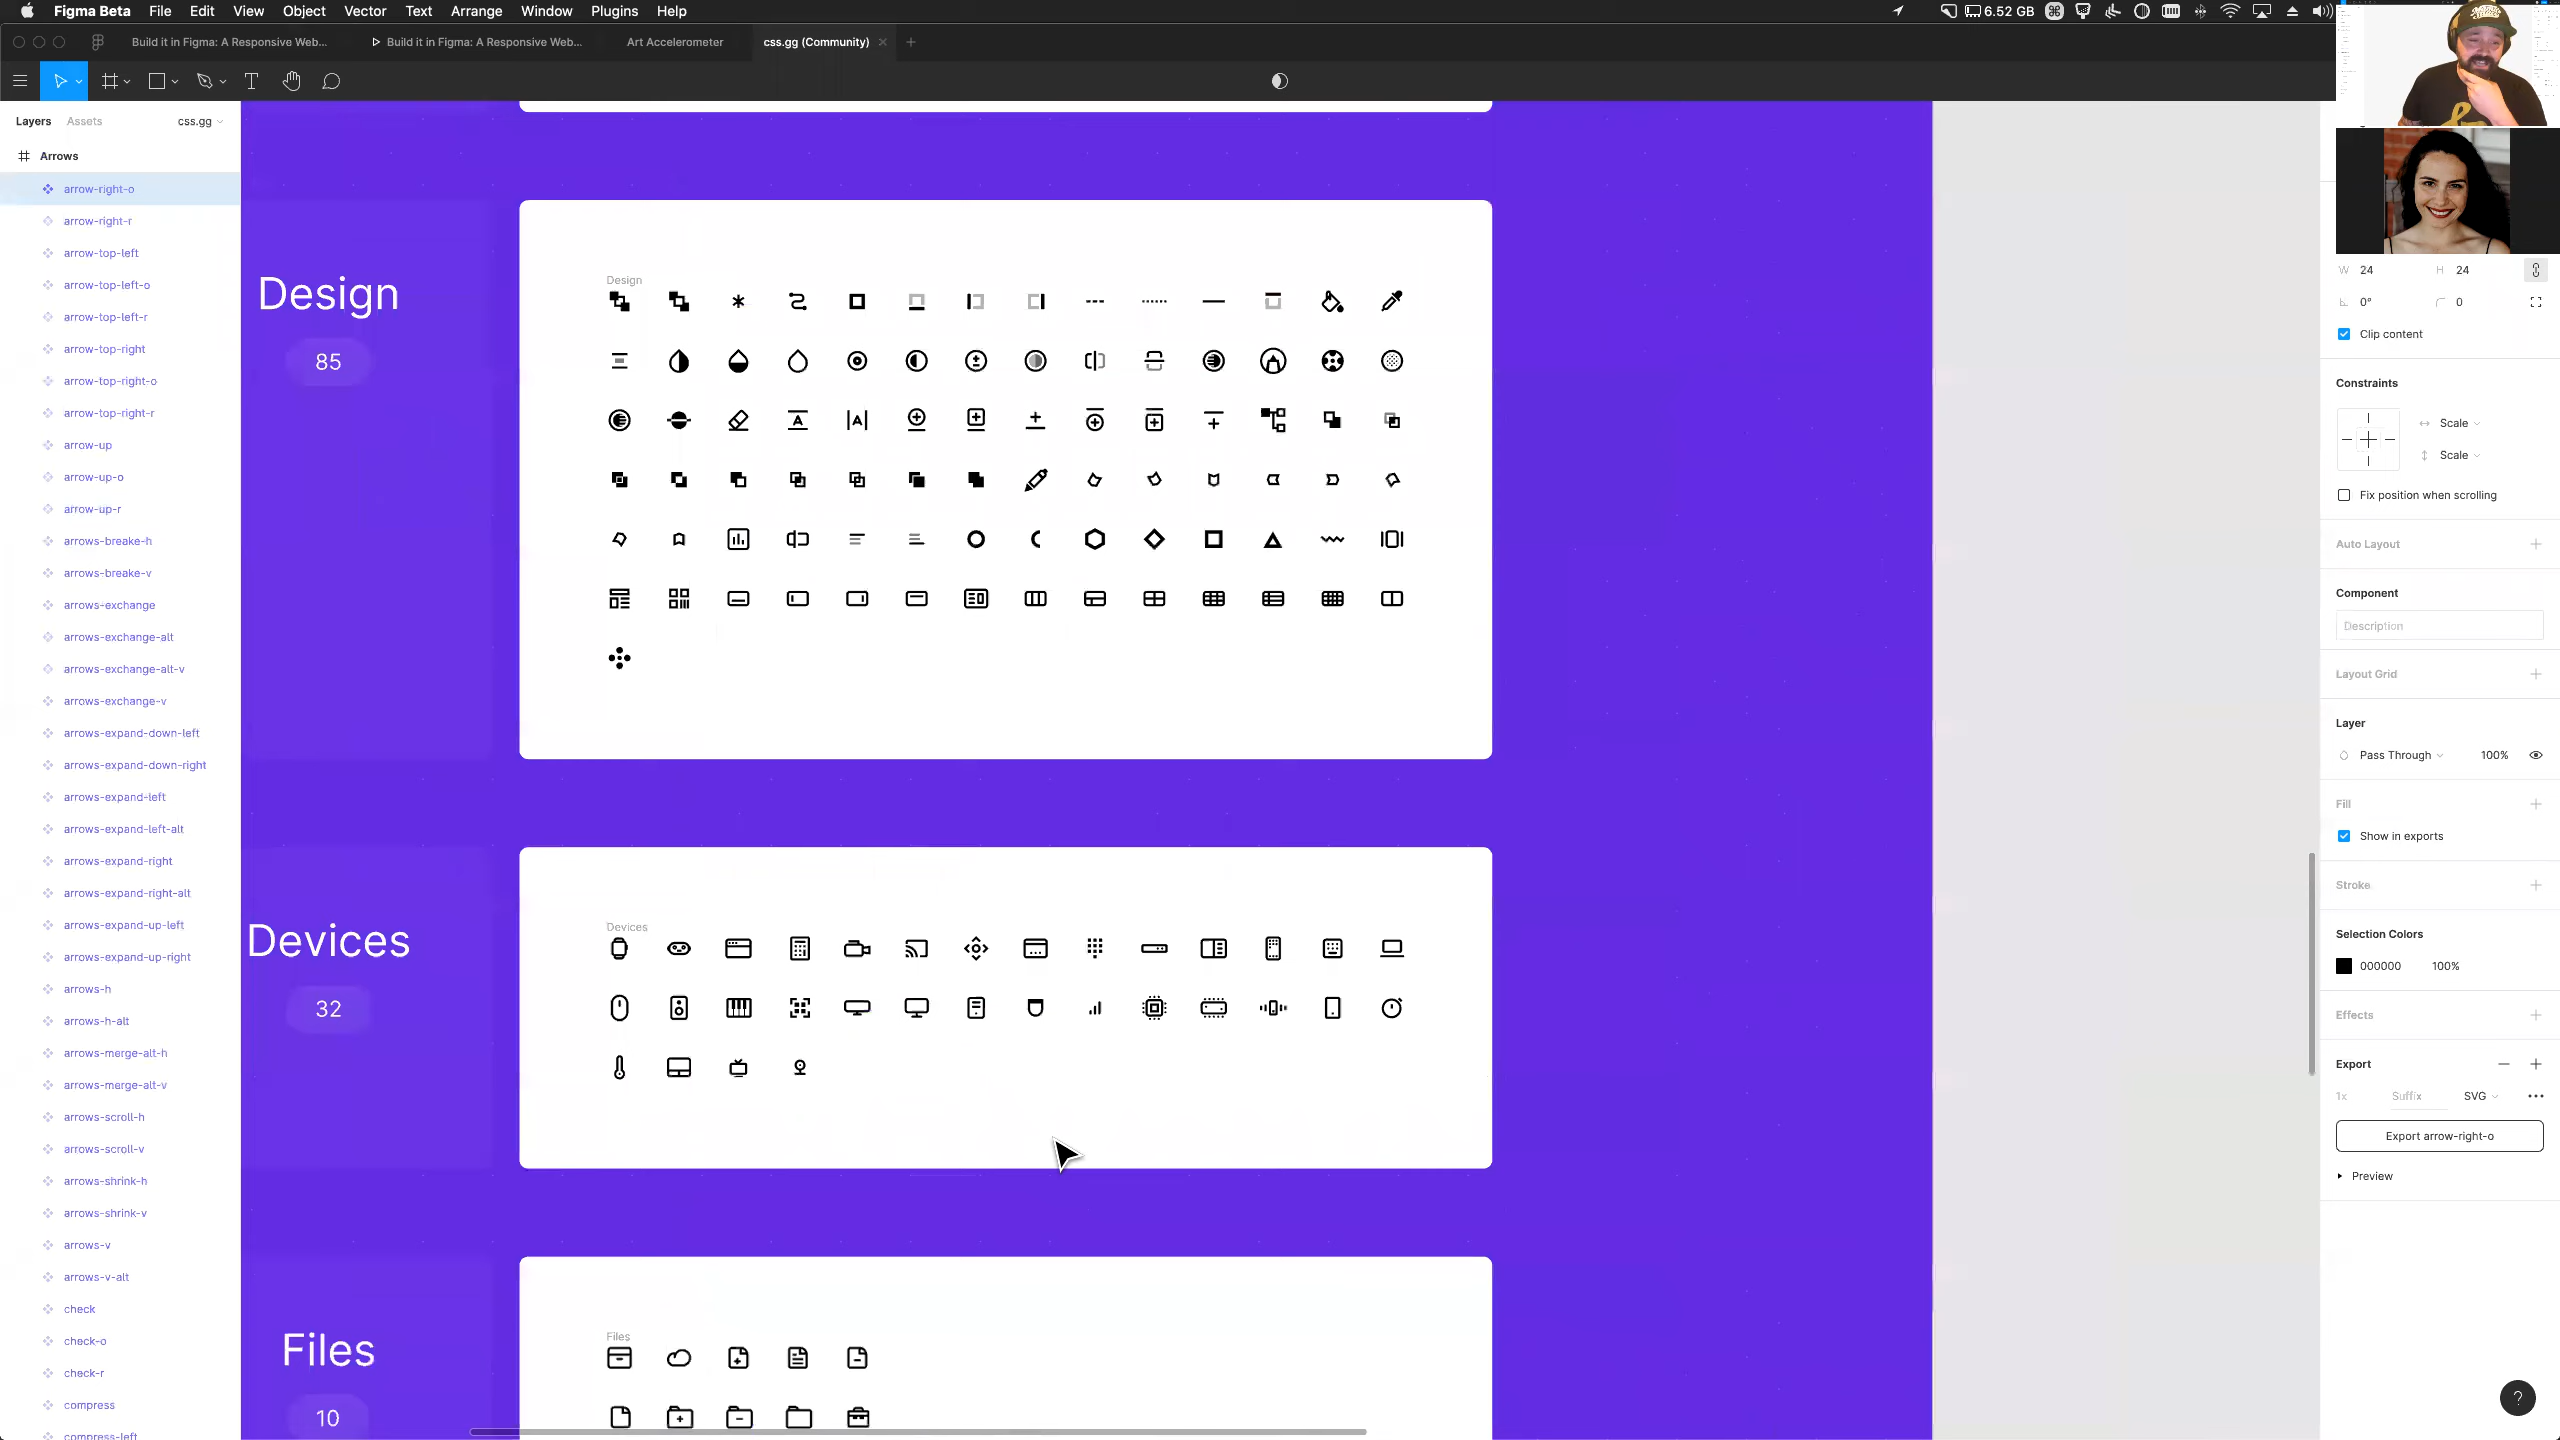 Figma Beta File Edit View Object Vector Text Arrange Window Plugins Help 6.52 GB
Build it in Figma: A Responsive Web... Build it in Figma: A Responsive Web... Art Accelerometer css.gg (Community)
Layers Assets css.gg
Arrows
arrow-right-o
arrow-right-r
arrow-top-left
arrow-top-left-o
arrow-top-left-r
arrow-top-right
arrow-top-right-o
arrow-top-right-r
arrow-up
arrow-up-o
arrow-up-r
arrows-breake-h
arrows-breake-v
arrows-exchange
arrows-exchange-alt
arrows-exchange-alt-v
arrows-exchange-v
arrows-expand-down-left
arrows-expand-down-right
arrows-expand-left
arrows-expand-left-alt
arrows-expand-right
arrows-expand-right-alt
arrows-expand-up-left
arrows-expand-up-right
arrows-h
arrows-h-alt
arrows-merge-alt-h
arrows-merge-alt-v
arrows-scroll-h
arrows-scroll-v
arrows-shrink-h
arrows-shrink-v
arrows-v
arrows-v-alt
check
check-o
check-r
compress
compress-left
Design
85
Design
Devices
32
Devices
Files
10
Files
W 24 H 24
0° 0
Clip content
Constraints
Scale
Scale
Fix position when scrolling
Auto Layout
Component
Description
Layout Grid
Layer
Pass Through 100%
Fill
Show in exports
Stroke
Selection Colors
000000 100%
Effects
Export
1x Suffix SVG
Export arrow-right-o
Preview
?